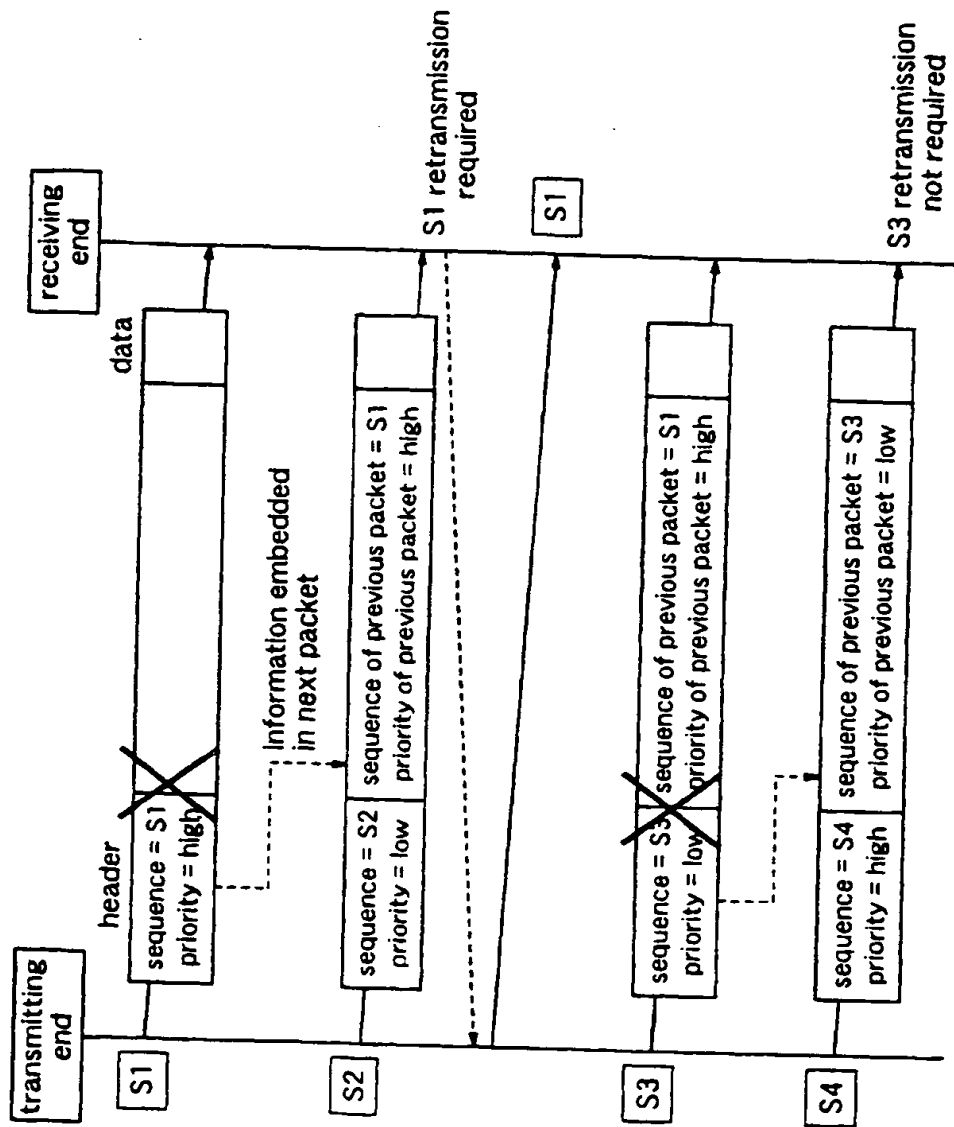 transmitting
end
receiving
end
header
data
S1
sequence = S1
priority = high
Information embedded
in next packet
S2
sequence = S2
priority = low
sequence of previous packet = S1
priority of previous packet = high
S1 retransmission
required
S1
S3
sequence = S3
priority = low
sequence of previous packet = S1
priority of previous packet = high
S4
sequence = S4
priority = high
sequence of previous packet = S3
priority of previous packet = low
S3 retransmission
not required